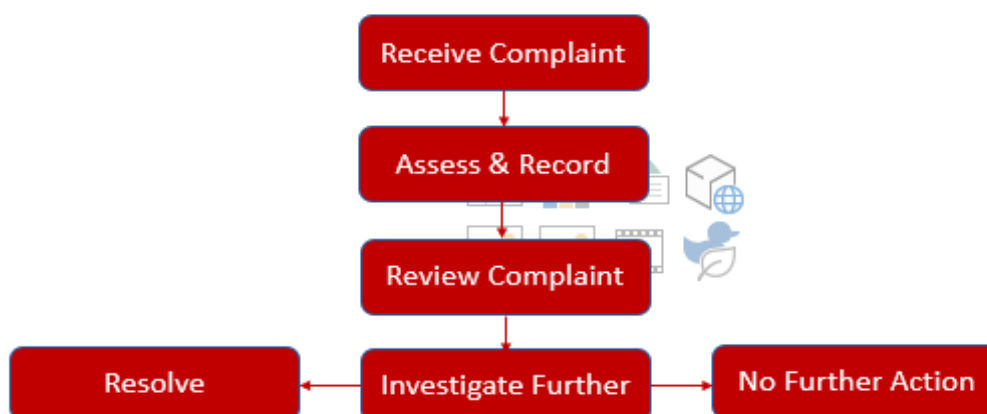 Receive Complaint
Assess & Record
Review Complaint
Resolve
Investigate Further
No Further Action